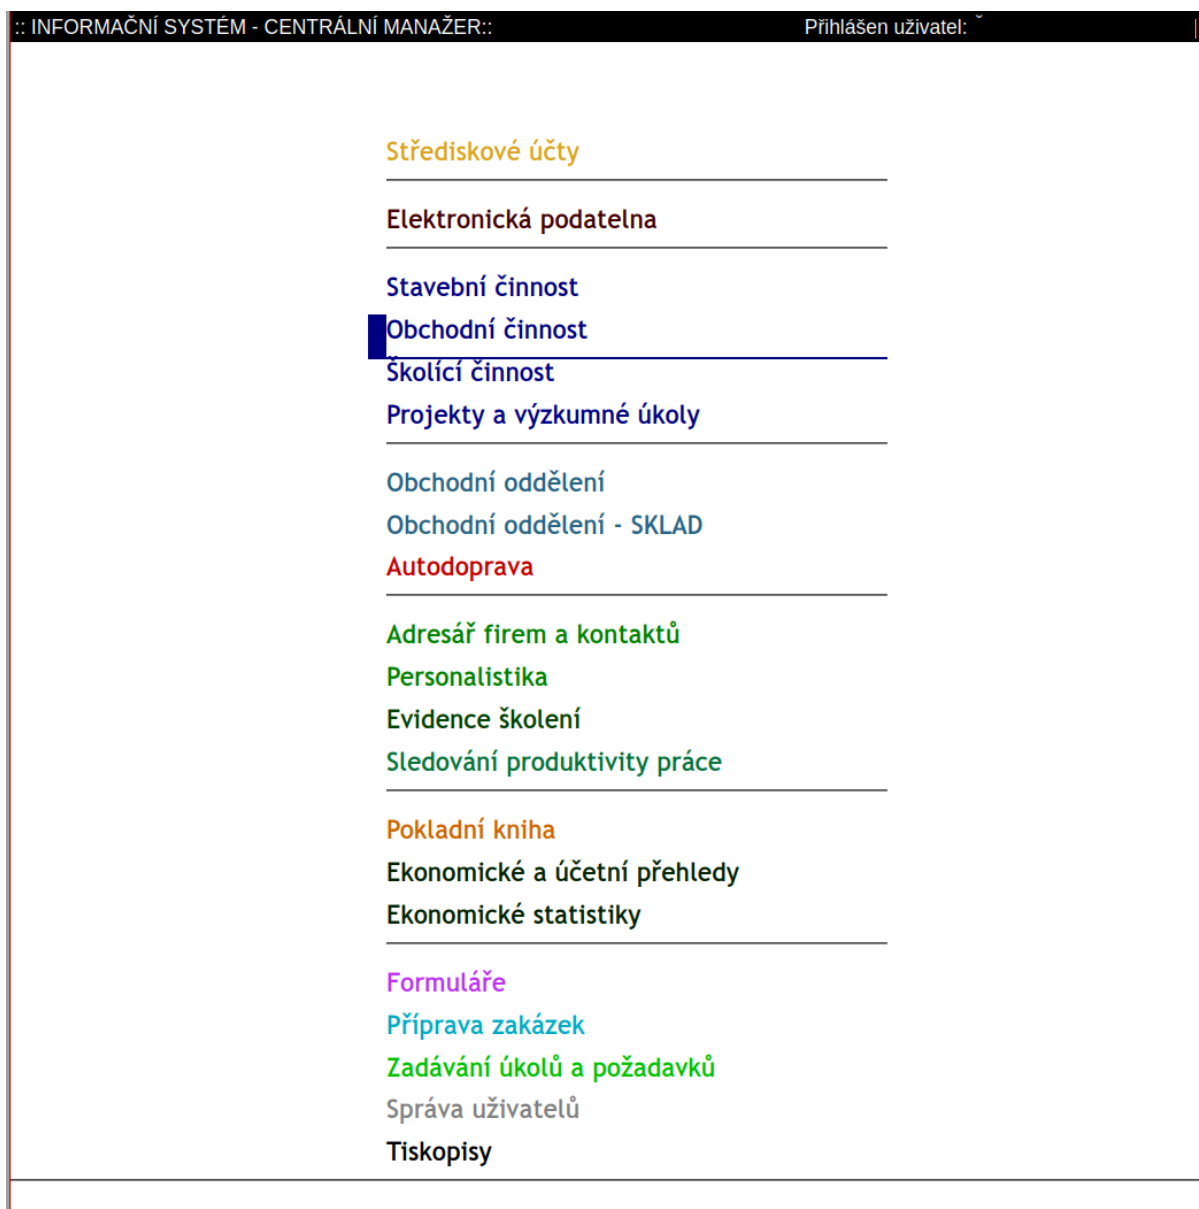 :: INFORMAČNÍ SYSTÉM - CENTRÁLNÍ MANAŽER:: Přihlášen uživatel:
Střediskové účty
Elektronická podatelna
Stavební činnost
Obchodní činnost
Školící činnost
Projekty a výzkumné úkoly
Obchodní oddělení
Obchodní oddělení - SKLAD
Autodoprava
Adresář firem a kontaktů
Personalistika
Evidence školení
Sledování produktivity práce
Pokladní kniha
Ekonomické a účetní přehledy
Ekonomické statistiky
Formuláře
Příprava zakázek
Zadávání úkolů a požadavků
Správa uživatelů
Tiskopisy